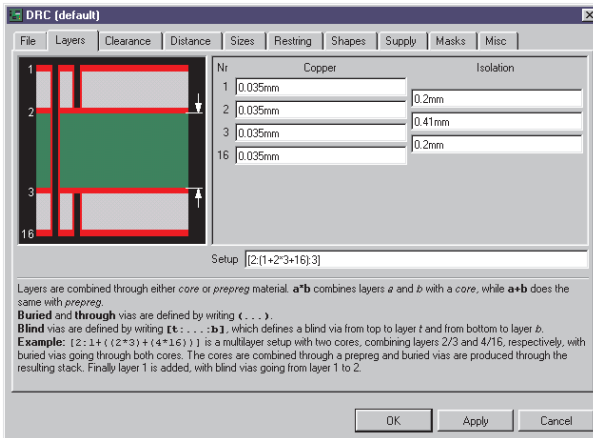 DRC (default)
File Layers Clearance Distance Sizes Restring Shapes Supply Masks Misc
Nr Copper Isolation
1 1 0.035mm
0.2mm
2 2 0.035mm
0.41mm
3 0.035mm
0.2mm
16 0.035mm
3
16
Setup [2:(1+2*3+16):3]
Layers are combined through either core or prepreg material. a*b combines layers a and b with a core, while a+b does the
same with prepreg.
Buried and through vias are defined by writing (...).
Blind vias are defined by writing [t:...:b], which defines a blind via from top to layer t and from bottom to layer b.
Example: [2:1+((2*3)+(4*16))] is a multilayer setup with two cores, combining layers 2/3 and 4/16, respectively, with
buried vias going through both cores. The cores are combined through a prepreg and buried vias are produced through the
resulting stack. Finally layer 1 is added, with blind vias going from layer 1 to 2.
OK Apply Cancel